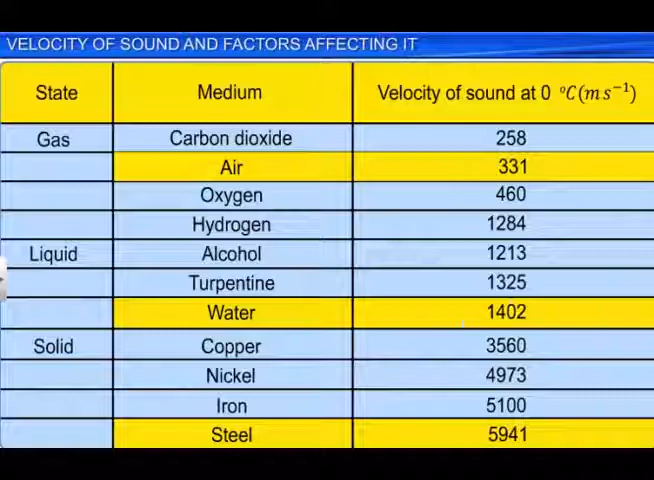 VELOCITY OF SOUND AND FACTORS AFFECTING IT
State Medium Velocity of sound at 0 °C(m s⁻¹)
Gas Carbon dioxide 258
Air 331
Oxygen 460
Hydrogen 1284
Liquid Alcohol 1213
Turpentine 1325
Water 1402
Solid Copper 3560
Nickel 4973
Iron 5100
Steel 5941